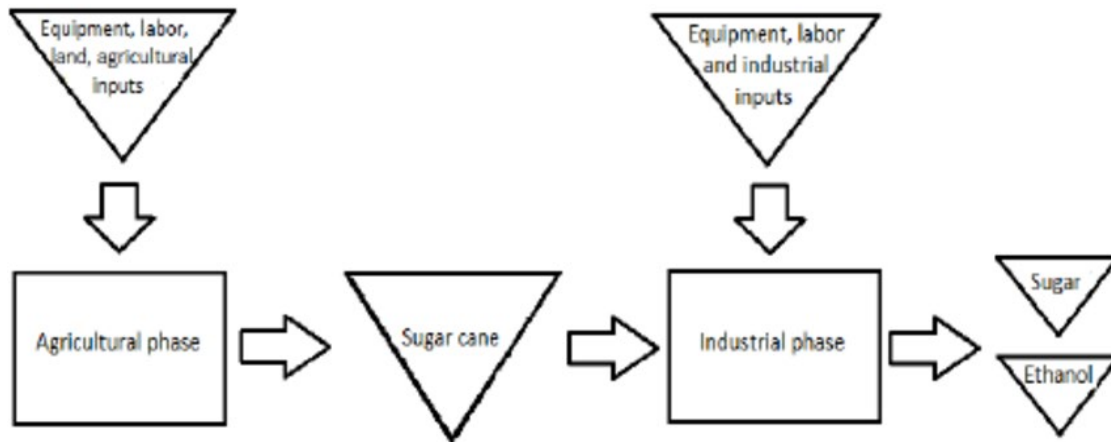 Equipment, labor,
land, agricultural
inputs
Equipment, labor
and industrial
inputs
Agricultural phase
Sugar cane
Industrial phase
Sugar
Ethanol